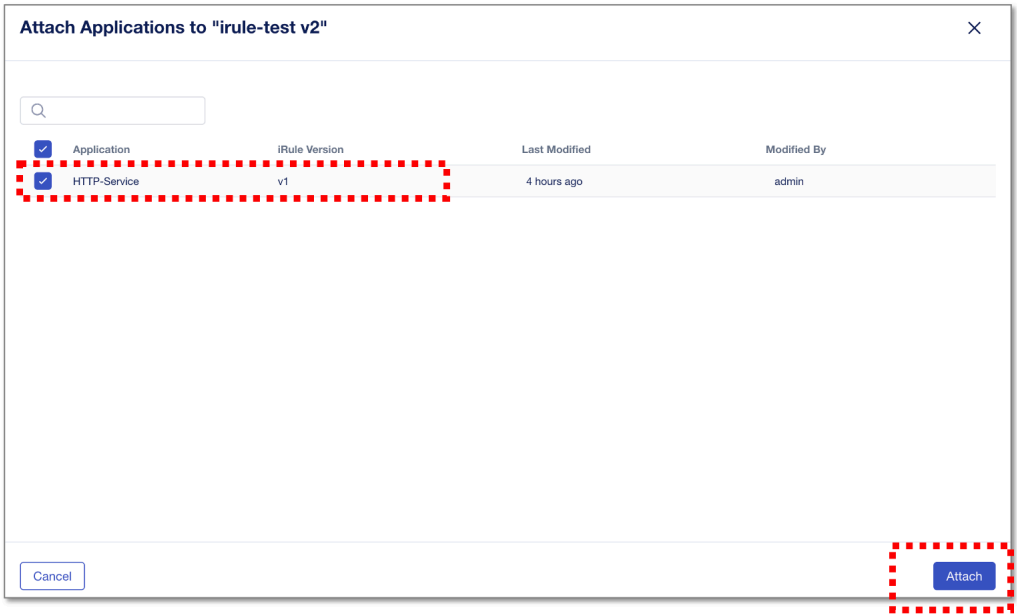 Attach Applications to "irule-test v2"
Application iRule Version Last Modified Modified By
HTTP-Service v1 4 hours ago admin
Cancel Attach